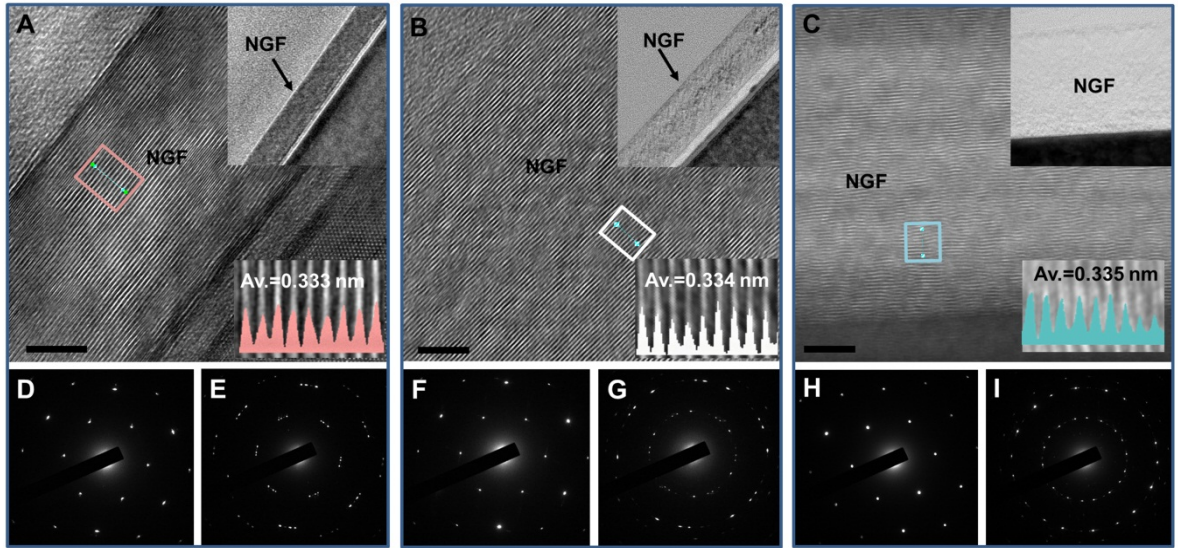 A
NGF
NGF
Av.=0.333 nm
B
NGF
NGF
Av.=0.334 nm
C
NGF
NGF
Av.=0.335 nm
D
E
F
G
H
I